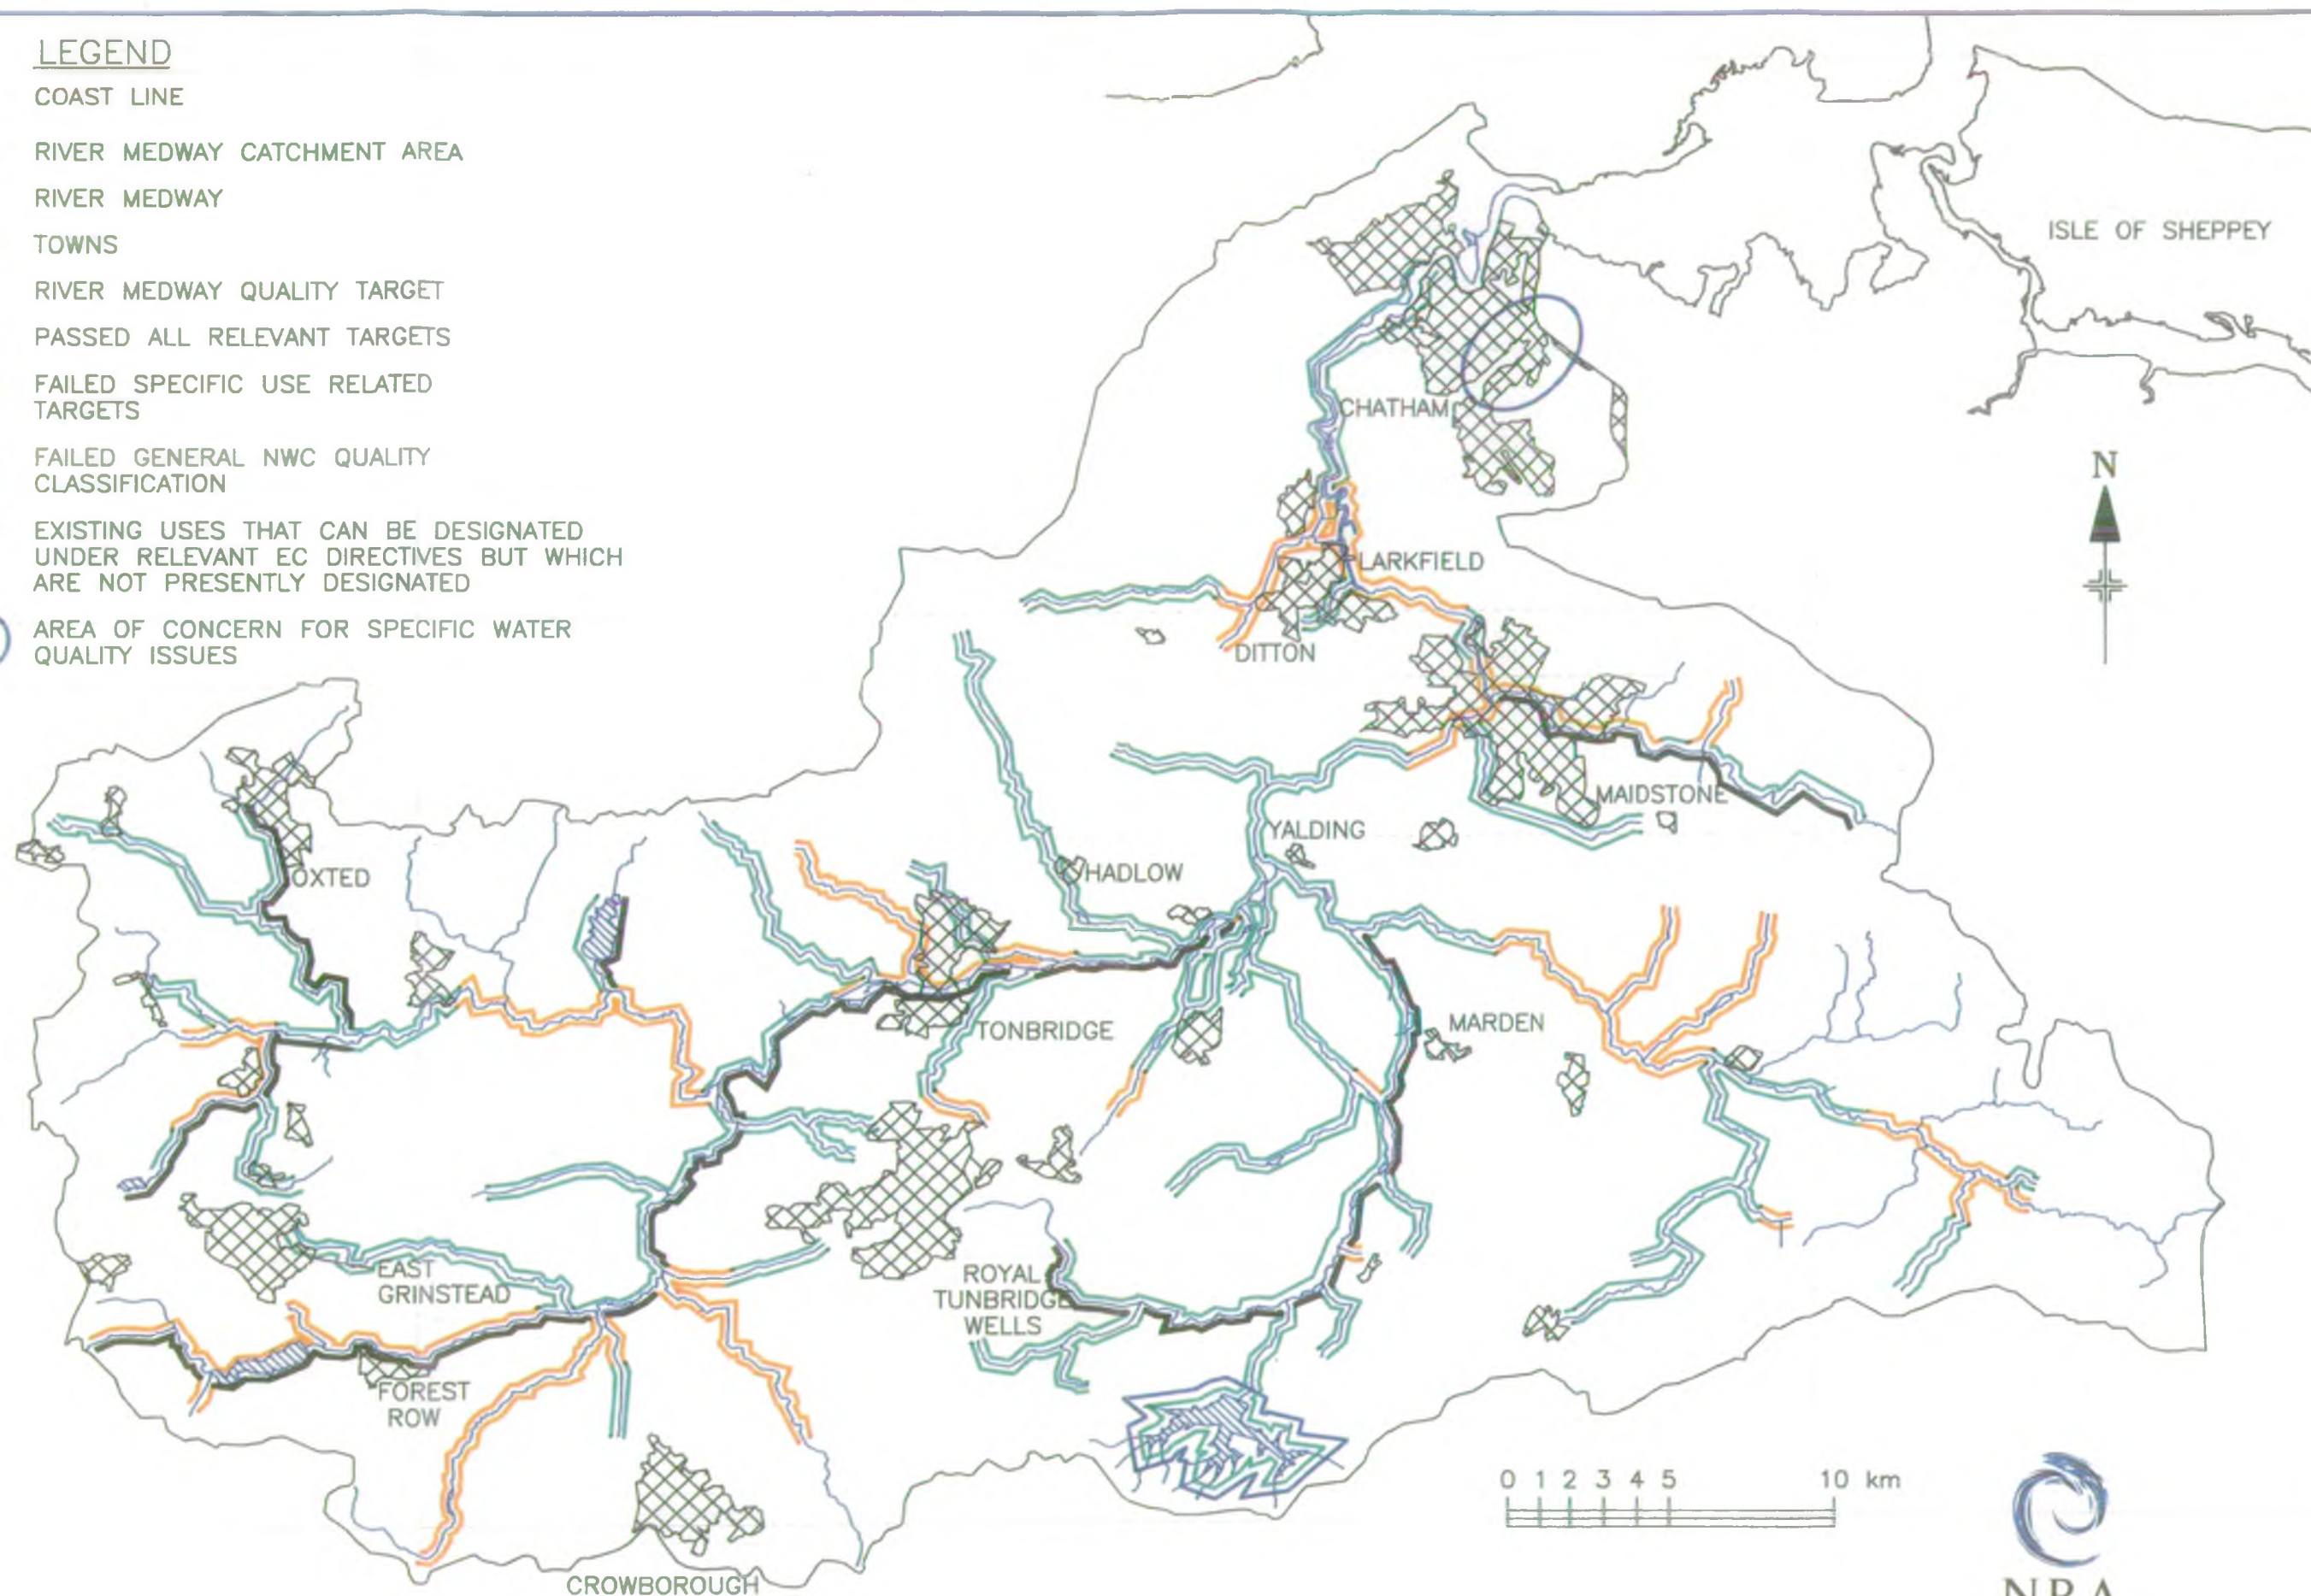 LEGEND
COAST LINE
RIVER MEDWAY CATCHMENT AREA
RIVER MEDWAY
TOWNS
RIVER MEDWAY QUALITY TARGET
PASSED ALL RELEVANT TARGETS
FAILED SPECIFIC USE RELATED
TARGETS
FAILED GENERAL NWC QUALITY
CLASSIFICATION
EXISTING USES THAT CAN BE DESIGNATED
UNDER RELEVANT EC DIRECTIVES BUT WHICH
ARE NOT PRESENTLY DESIGNATED
AREA OF CONCERN FOR SPECIFIC WATER
QUALITY ISSUES
ISLE OF SHEPPEY
CHATHAM
N
LARKFIELD
DITTON
MAIDSTONE
YALDING
HADLOW
OXTED
TONBRIDGE
MARDEN
EAST
GRINSTEAD
ROYAL
TUNBRIDGE
WELLS
FOREST
ROW
CROWBOROUGH
0 1 2 3 4 5 10 km
NRA